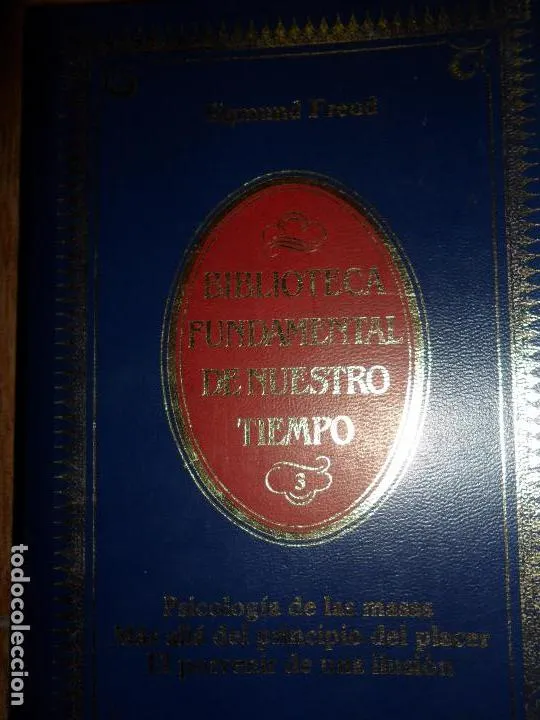 Sigmund Freud
BIBLIOTECA
FUNDAMENTAL
DE NUESTRO
TIEMPO
3
Psicología de las masas
Más allá del principio del placer
El porvenir de una ilusión
todocoleccion